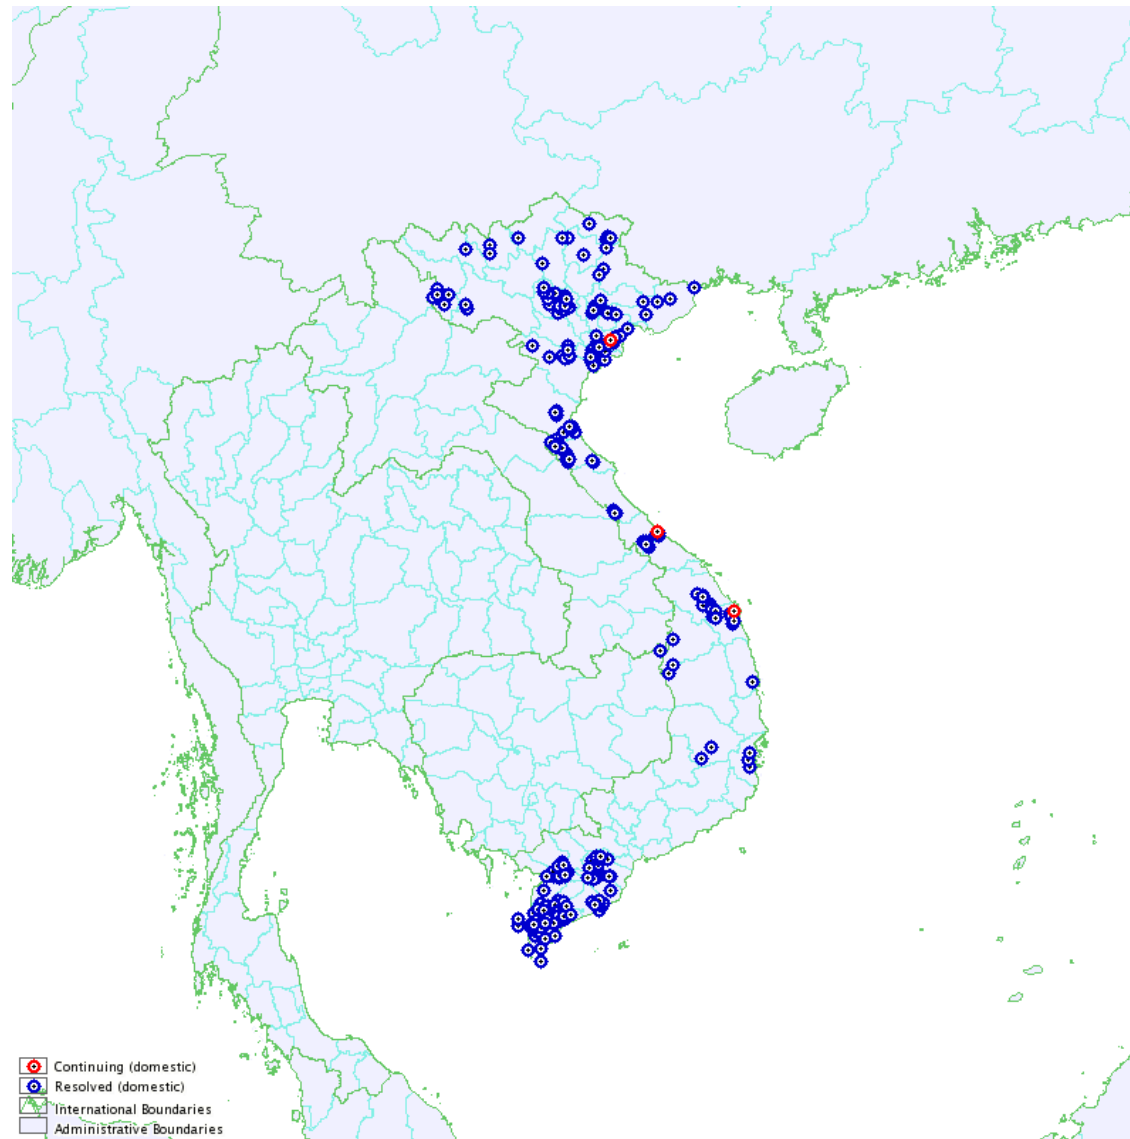 Continuing (domestic)
Resolved (domestic)
International Boundaries
Administrative Boundaries